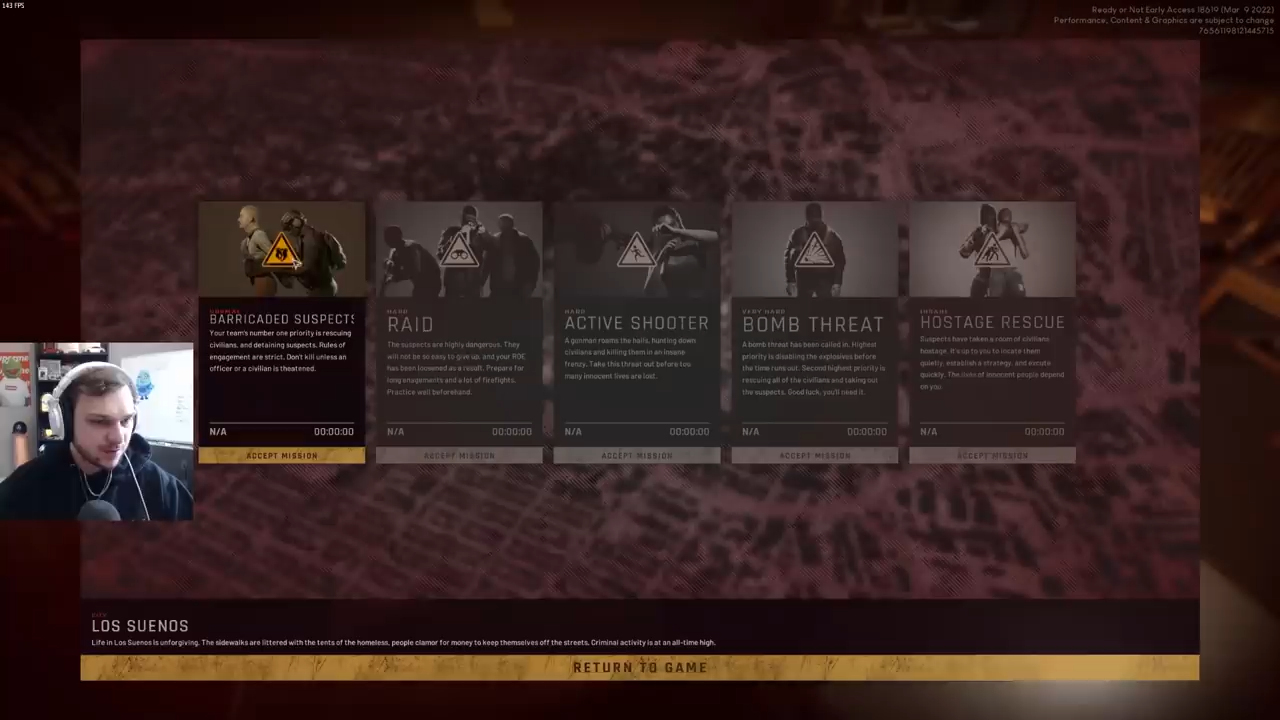 143 FPS
Ready or Not Early Access 18619 (Mar 9 2022)
Performance, Content & Graphics are subject to change
76561198121445715
NORMAL
BARRICADED SUSPECTS
Your team's number one priority is rescuing
civilians, and detaining suspects. Rules of
engagement are strict. Don't kill unless an
officer or a civilian is theatened.
N/A 00:00:00
ACCEPT MISSION
HARD
RAID
The suspects are highly dangerous. They
will not be so easy to give up, and your ROE
has been loosened as a result. Prepare for
long engagements and a lot of firefights.
Practice well beforehand.
N/A 00:00:00
ACCEPT MISSION
HARD
ACTIVE SHOOTER
A gunman roams the halls, hunting down
civilians and killing them in an insane
frenzy. Take this threat out before too
many innocent lives are lost.
N/A 00:00:00
ACCEPT MISSION
VERY HARD
BOMB THREAT
A bomb threat has been called in. Highest
priority is disabling the explosives before
the time runs out. Second highest priority is
rescuing all of the civilians and taking out
the suspects. Good luck, you'll need it.
N/A 00:00:00
ACCEPT MISSION
INSANE
HOSTAGE RESCUE
Suspects have taken a room of civilians
hostage. It's up to you to locate them
quietly, establish a strategy, and execute
quickly. The lives of innocent people depend
on you.
N/A 00:00:00
ACCEPT MISSION
CITY
LOS SUENOS
Life in Los Suenos is unforgiving. The sidewalks are littered with the tents of the homeless, people clamor for money to keep themselves off the streets. Criminal activity is at an all-time high.
RETURN TO GAME